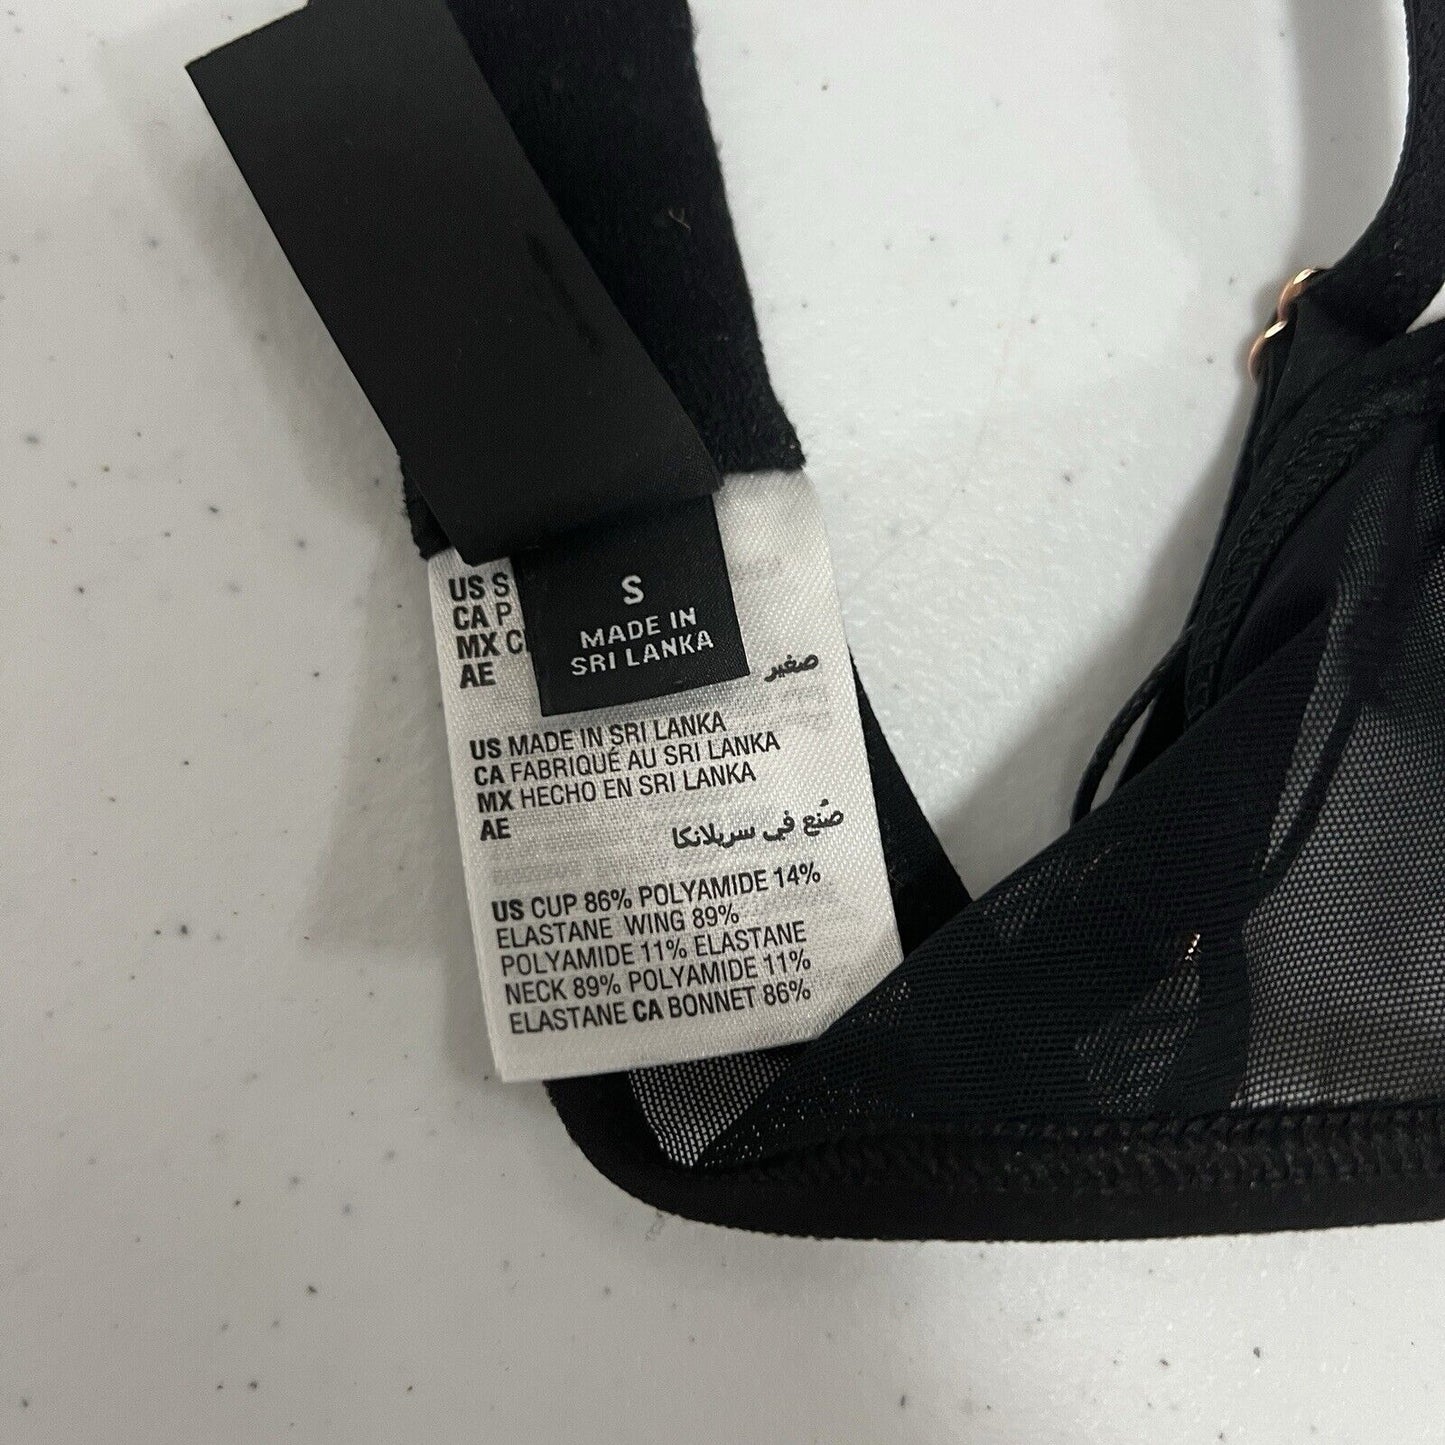 S
MADE IN
SRI LANKA
US S
CA P
MX C
AE صغير
US MADE IN SRI LANKA
CA FABRIQUÉ AU SRI LANKA
MX HECHO EN SRI LANKA
AE صُنع في سريلانكا
US CUP 86% POLYAMIDE 14%
ELASTANE WING 89%
POLYAMIDE 11% ELASTANE
NECK 89% POLYAMIDE 11%
ELASTANE CA BONNET 86%